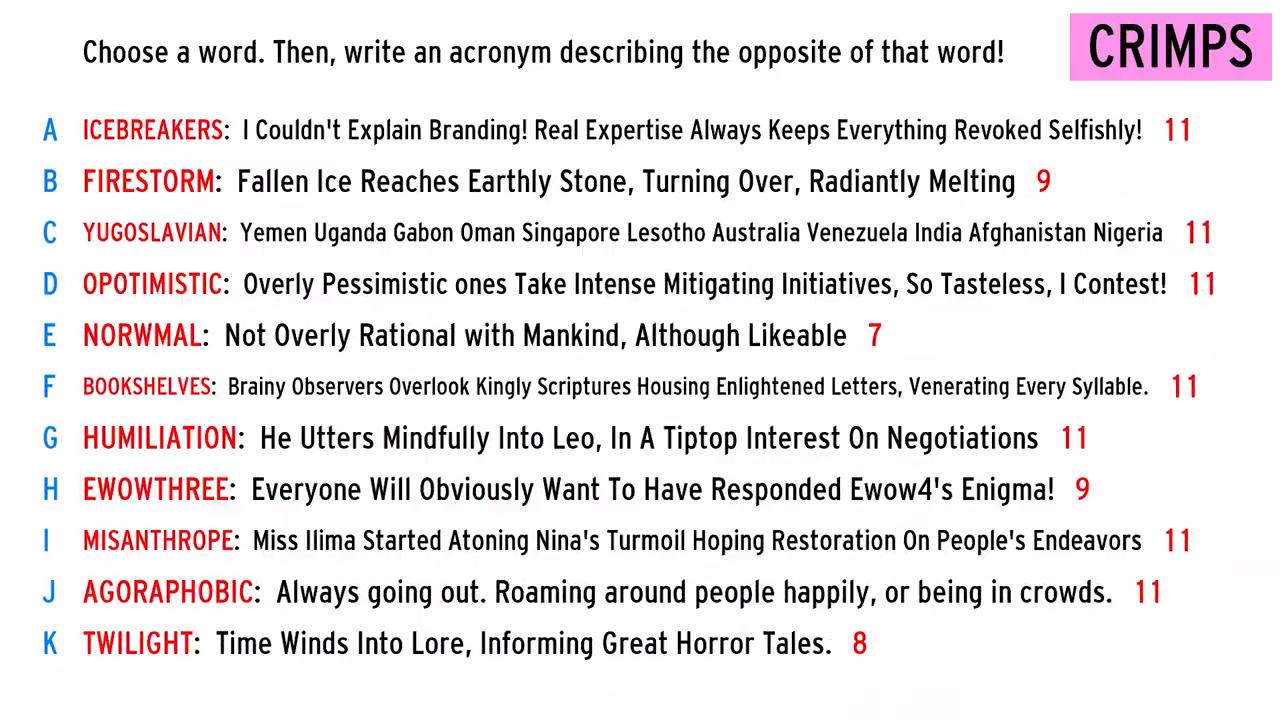 Choose a word. Then, write an acronym describing the opposite of that word!
CRIMPS
A ICEBREAKERS: I Couldn't Explain Branding! Real Expertise Always Keeps Everything Revoked Selfishly! 11
B FIRESTORM: Fallen Ice Reaches Earthly Stone, Turning Over, Radiantly Melting 9
C YUGOSLAVIAN: Yemen Uganda Gabon Oman Singapore Lesotho Australia Venezuela India Afghanistan Nigeria 11
D OPOTIMISTIC: Overly Pessimistic ones Take Intense Mitigating Initiatives, So Tasteless, I Contest! 11
E NORWMAL: Not Overly Rational with Mankind, Although Likeable 7
F BOOKSHELVES: Brainy Observers Overlook Kingly Scriptures Housing Enlightened Letters, Venerating Every Syllable. 11
G HUMILIATION: He Utters Mindfully Into Leo, In A Tiptop Interest On Negotiations 11
H EWOWTHREE: Everyone Will Obviously Want To Have Responded Ewow4's Enigma! 9
I MISANTHROPE: Miss Ilima Started Atoning Nina's Turmoil Hoping Restoration On People's Endeavors 11
J AGORAPHOBIC: Always going out. Roaming around people happily, or being in crowds. 11
K TWILIGHT: Time Winds Into Lore, Informing Great Horror Tales. 8